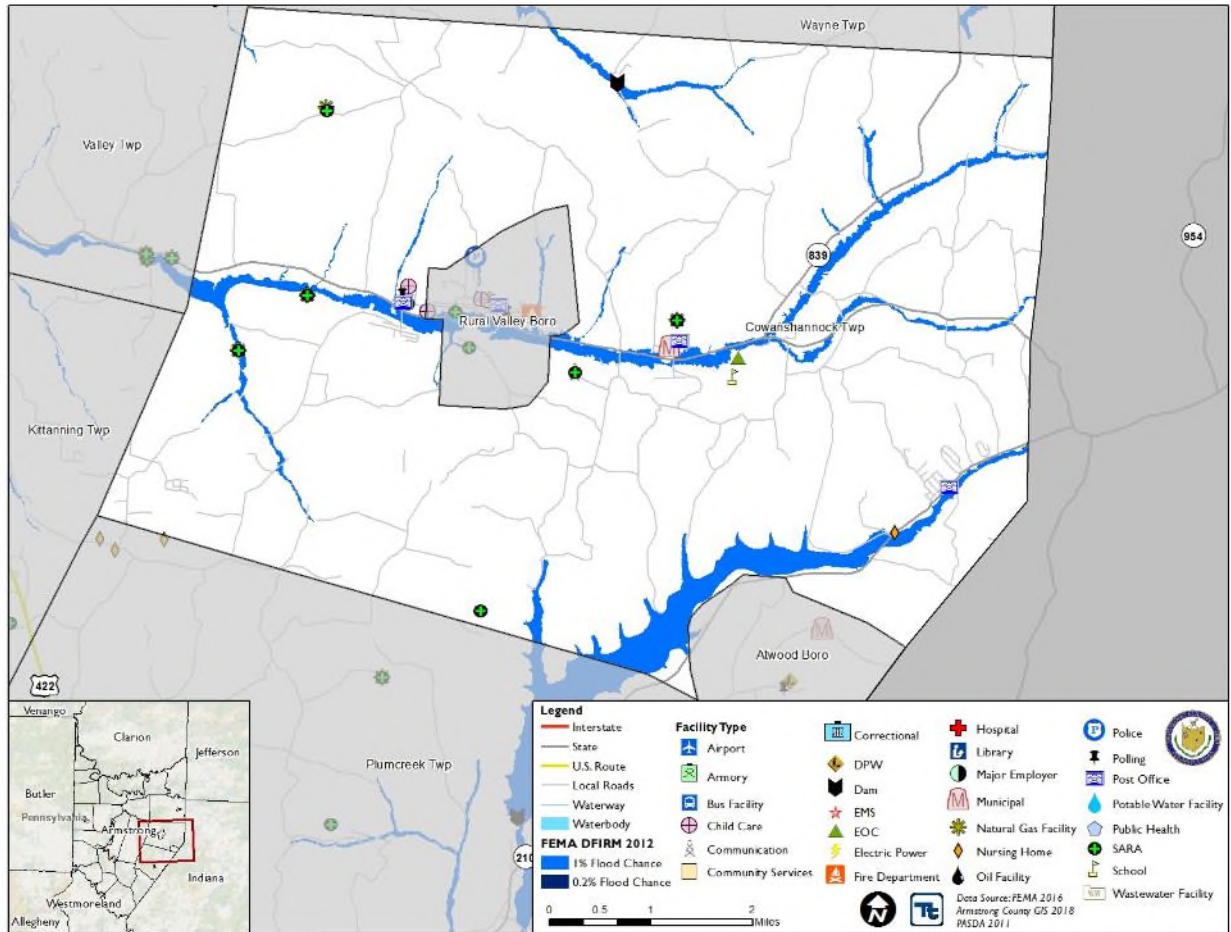 Wayne Twp
Valley Twp
954
839
Rural Valley Boro
Cowanshannock Twp
Kittanning Twp
Atwood Boro
422
Plumcreek Twp
210
Venango
Clarion
Jefferson
Butler
Pennsylvania
Armstrong
Indiana
Westmoreland
Allegheny
Legend
Interstate
State
U.S. Route
Local Roads
Waterway
Waterbody
FEMA DFIRM 2012
1% Flood Chance
0.2% Flood Chance
Facility Type
Airport
Armory
Bus Facility
Child Care
Communication
Community Services
Correctional
DPW
Dam
EMS
EOC
Electric Power
Fire Department
Hospital
Library
Major Employer
Municipal
Natural Gas Facility
Nursing Home
Oil Facility
P Police
Polling
Post Office
Potable Water Facility
Public Health
SARA
School
Wastewater Facility
0 0.5 1 2
Miles
N
Tt
Data Source: FEMA 2016
Armstrong County GIS 2018
PASDA 2011